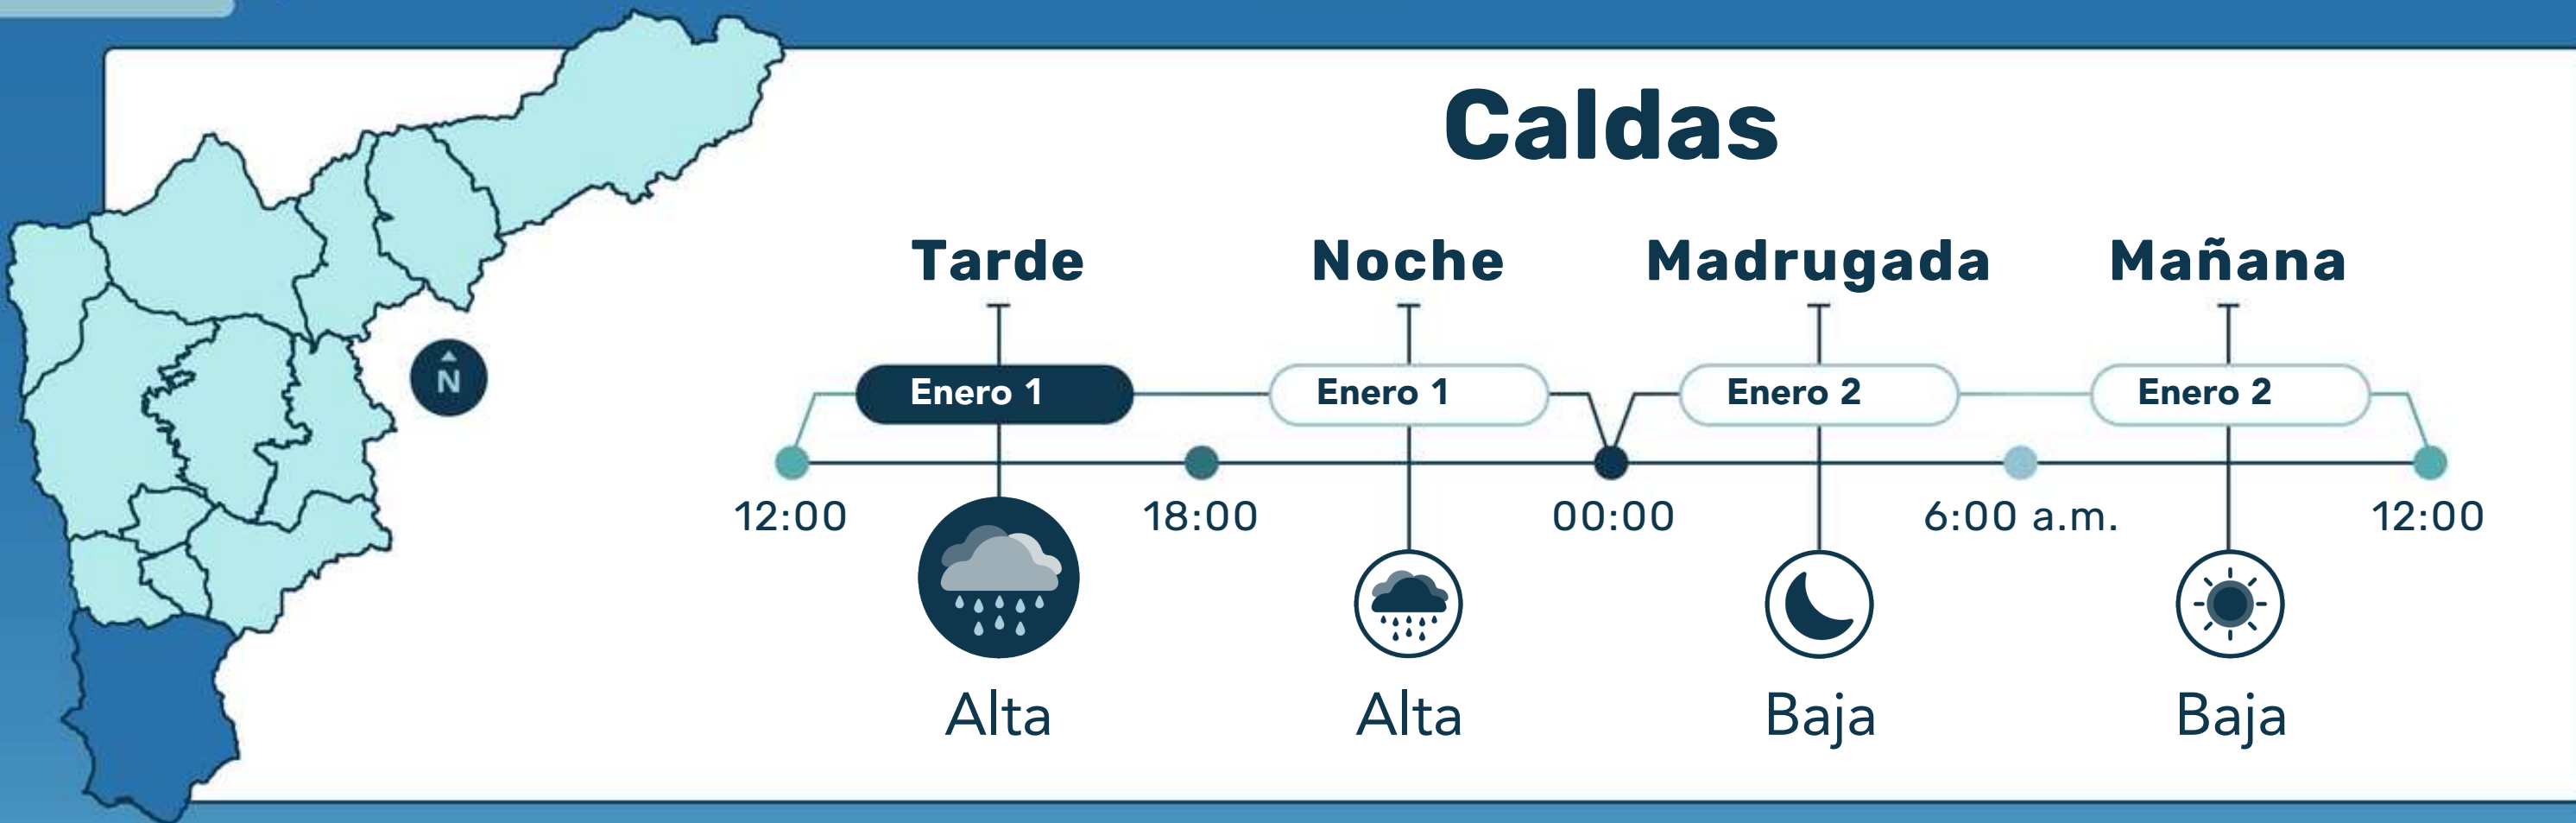 Caldas
Tarde Noche Madrugada Mañana
Enero 1 Enero 1 Enero 2 Enero 2
N
12:00 18:00 00:00 6:00 a.m. 12:00
Alta Alta Baja Baja